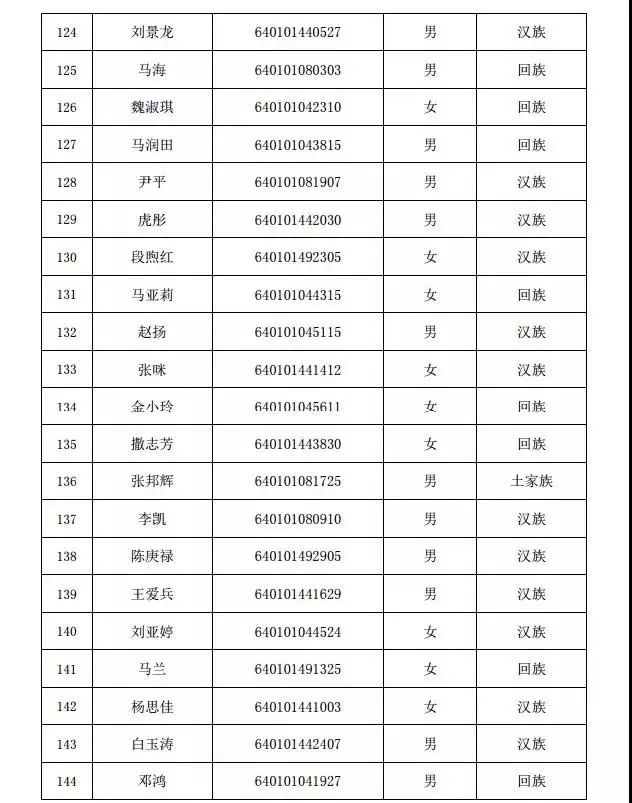 124 刘景龙 640101440527 男 汉族
125 马海 640101080303 男 回族
126 魏淑琪 640101042310 女 回族
127 马润田 640101043815 男 回族
128 尹平 640101081907 男 汉族
129 虎彤 640101442030 男 汉族
130 段煦红 640101492305 女 汉族
131 马亚莉 640101044315 女 回族
132 赵扬 640101045115 男 汉族
133 张咪 640101441412 女 汉族
134 金小玲 640101045611 女 回族
135 撒志芳 640101443830 女 回族
136 张邦辉 640101081725 男 土家族
137 李凯 640101080910 男 汉族
138 陈庚禄 640101492905 男 汉族
139 王爱兵 640101441629 男 汉族
140 刘亚婷 640101044524 女 汉族
141 马兰 640101491325 女 回族
142 杨思佳 640101441003 女 汉族
143 白玉涛 640101442407 男 汉族
144 邓鸿 640101041927 男 回族